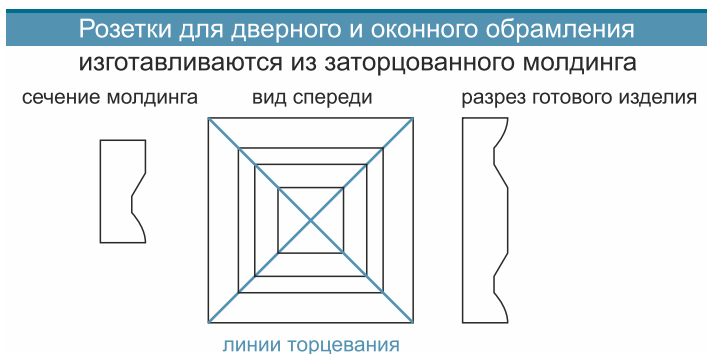 Розетки для дверного и оконного обрамления
изготавливаются из заторцованного молдинга
сечение молдинга вид спереди разрез готового изделия
линии торцевания